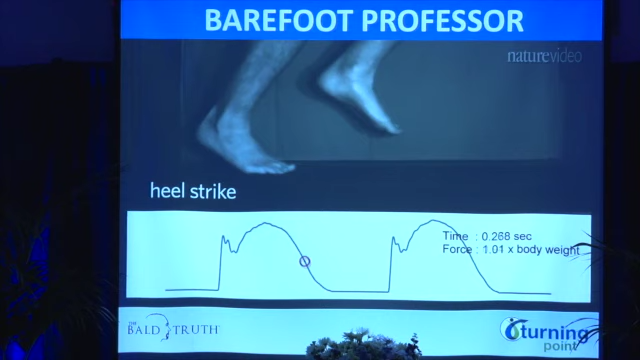 BAREFOOT PROFESSOR
naturevideo
heel strike
Time : 0.268 sec
Force : 1.01 x body weight
THE
BALD TRUTH
turning
point